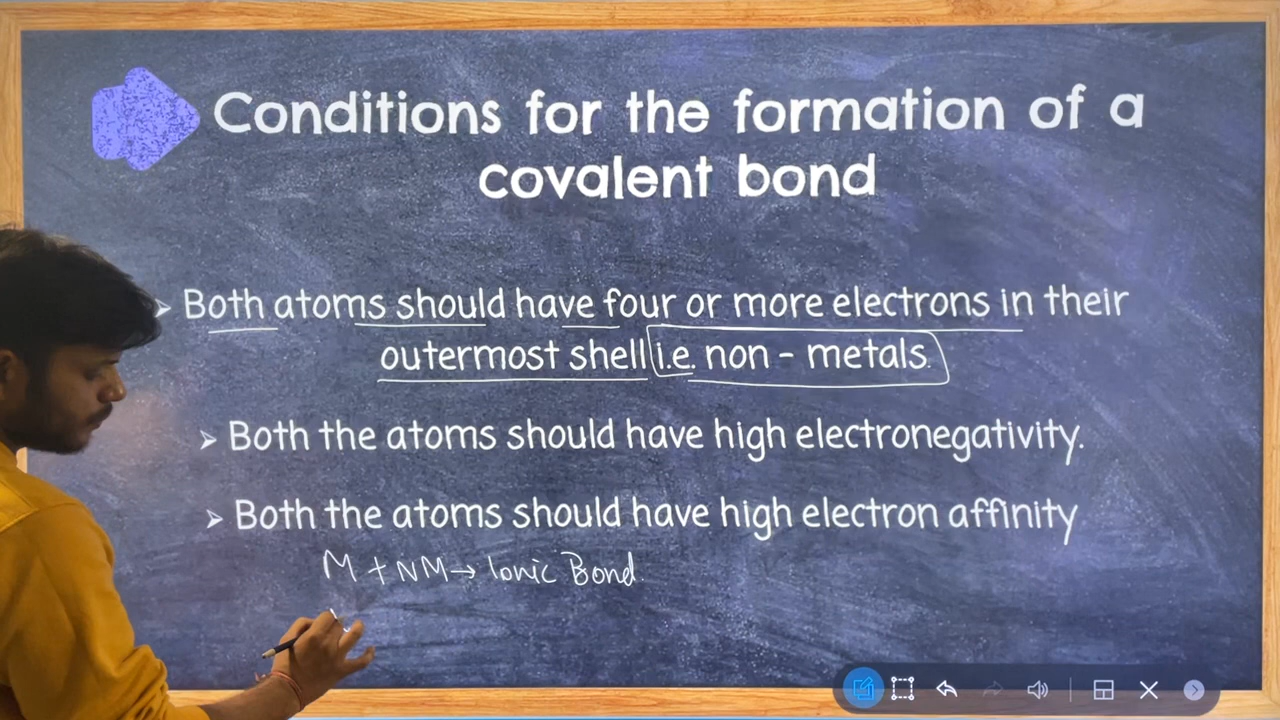 Conditions for the formation of a
covalent bond
➢ Both atoms should have four or more electrons in their
outermost shell i.e. non - metals.
➢ Both the atoms should have high electronegativity.
➢ Both the atoms should have high electron affinity
M + NM → Ionic Bond.